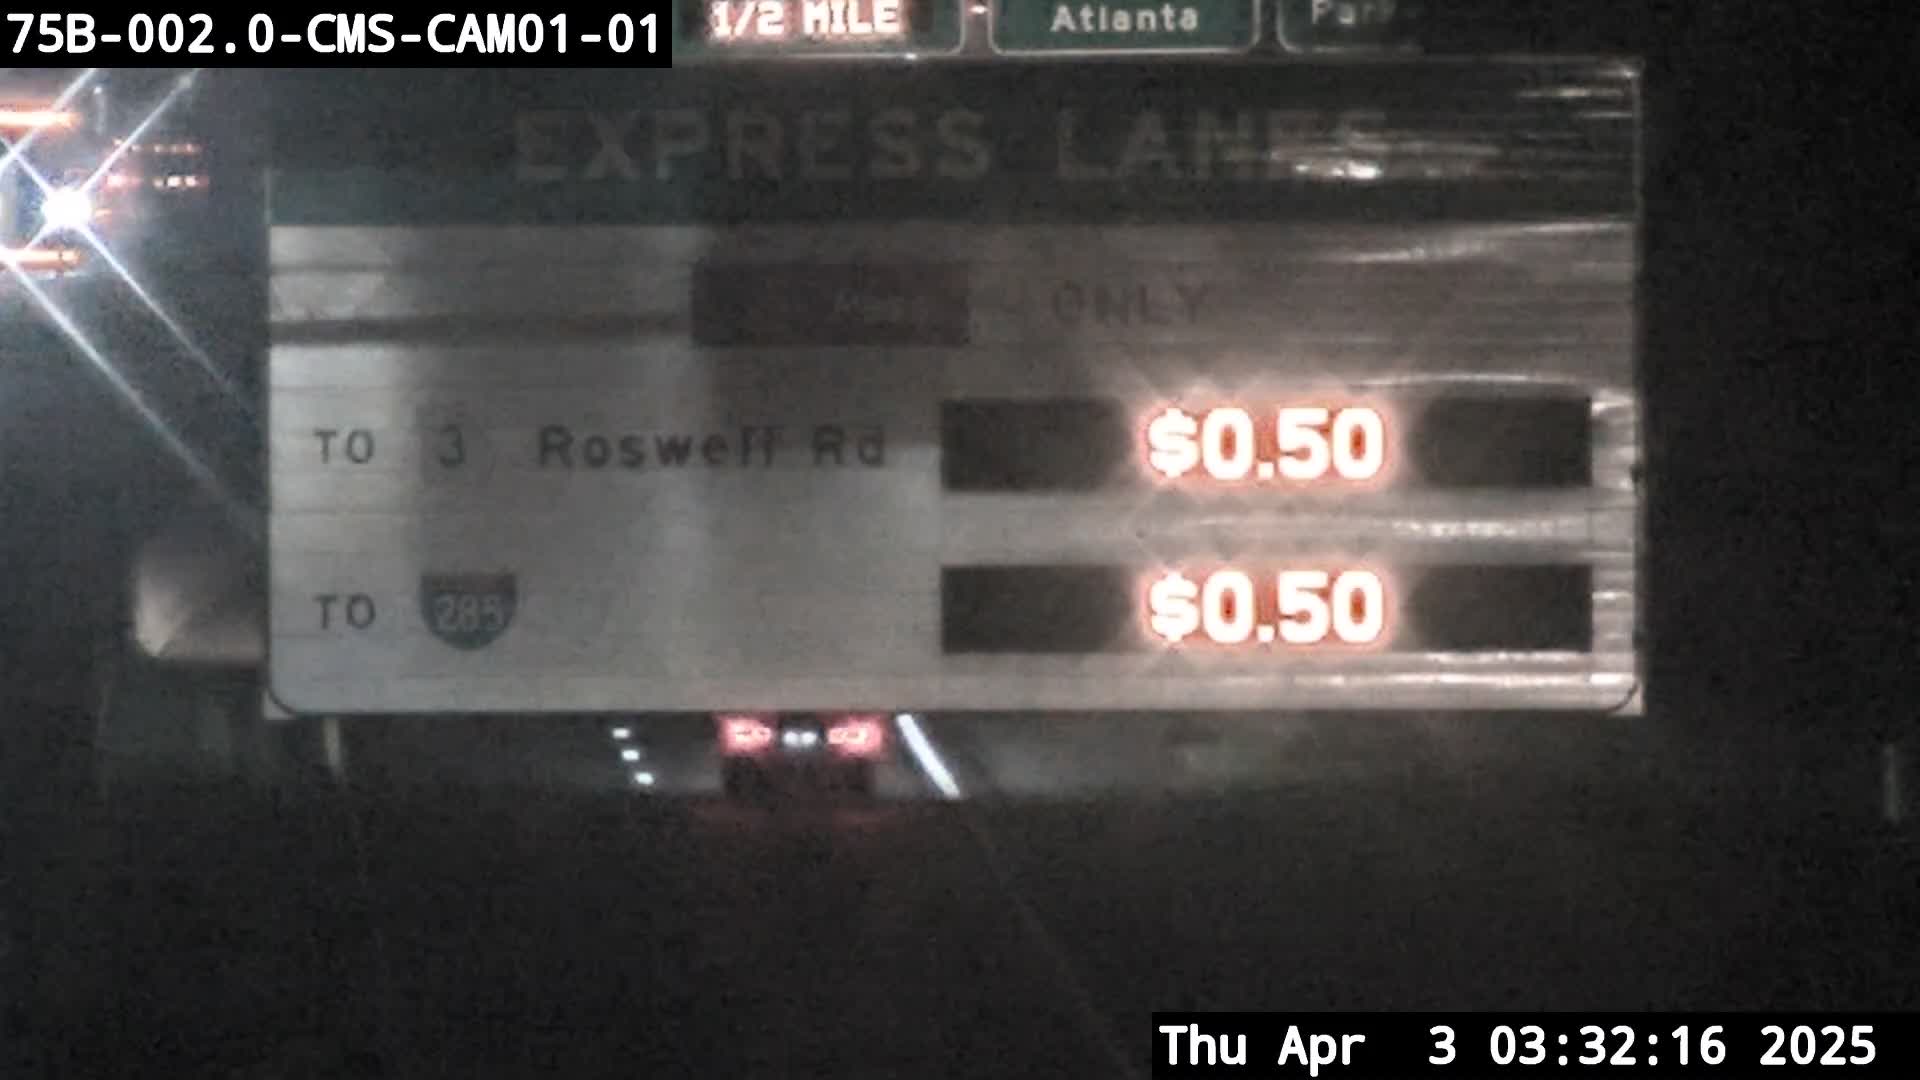 75B-002.0-CMS-CAM01-01
1/2 MILE
Atlanta
EXPRESS LANES
ONLY
TO 3 Roswell Rd $0.50
TO 285 $0.50
Thu Apr 3 03:32:16 2025